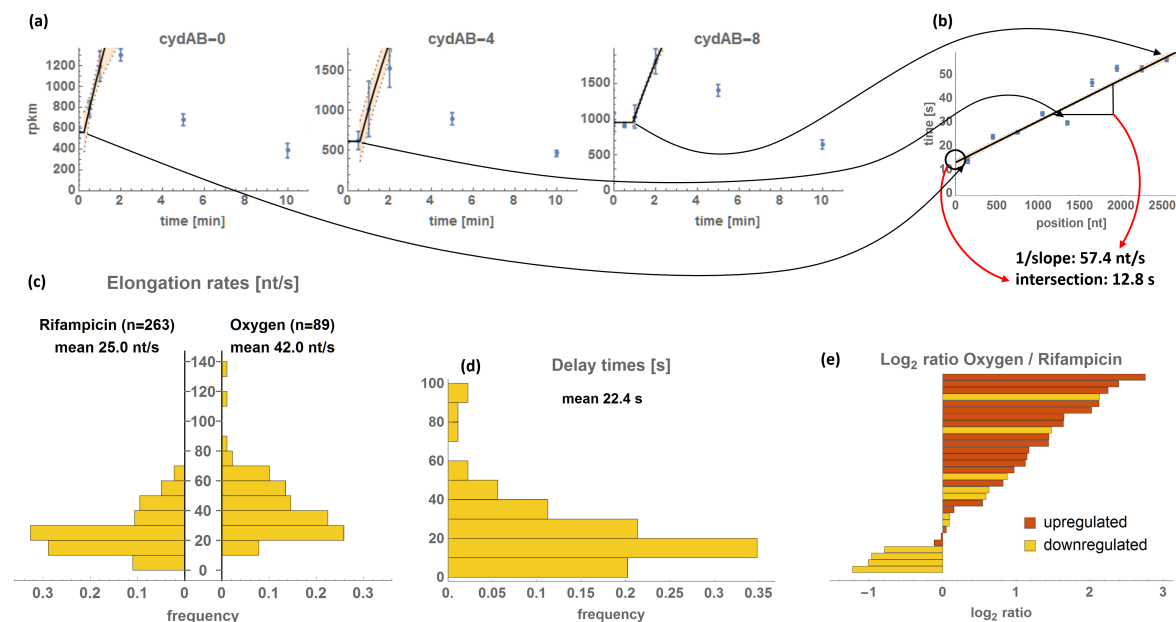 (a)
cydAB−0
cydAB−4
cydAB−8
(b)
rpkm
0
200
400
600
800
1000
1200
0 2 4 6 8 10
time [min]
0
500
1000
1500
0 2 4 6 8 10
time [min]
0
500
1000
1500
0 2 4 6 8 10
time [min]
time [s]
60
50
40
30
20
10
0
0 500 1000 1500 2000 2500
position [nt]
1/slope: 57.4 nt/s
intersection: 12.8 s
(c)
Elongation rates [nt/s]
Rifampicin (n=263)
mean 25.0 nt/s
Oxygen (n=89)
mean 42.0 nt/s
140
120
100
80
60
40
20
0
0.3 0.2 0.1 0
0 0.1 0.2 0.3
frequency
frequency
(d)
Delay times [s]
mean 22.4 s
100
80
60
40
20
0
0. 0.05 0.1 0.15 0.2 0.25 0.3 0.35
frequency
(e)
Log2 ratio Oxygen / Rifampicin
upregulated
downregulated
−1 0 1 2 3
log2 ratio